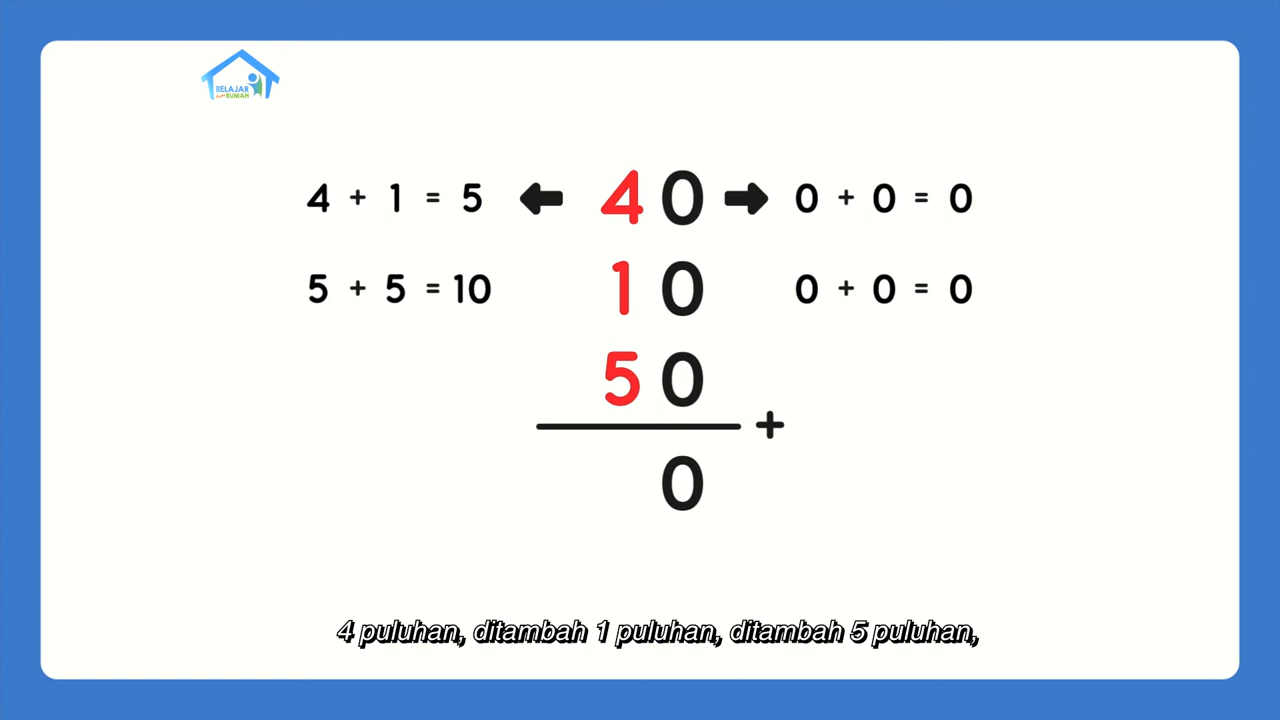 BELAJAR
RUMAH
4 + 1 = 5 ← 40 → 0 + 0 = 0
5 + 5 = 10 10 0 + 0 = 0
50
+
0
4 puluhan, ditambah 1 puluhan, ditambah 5 puluhan,